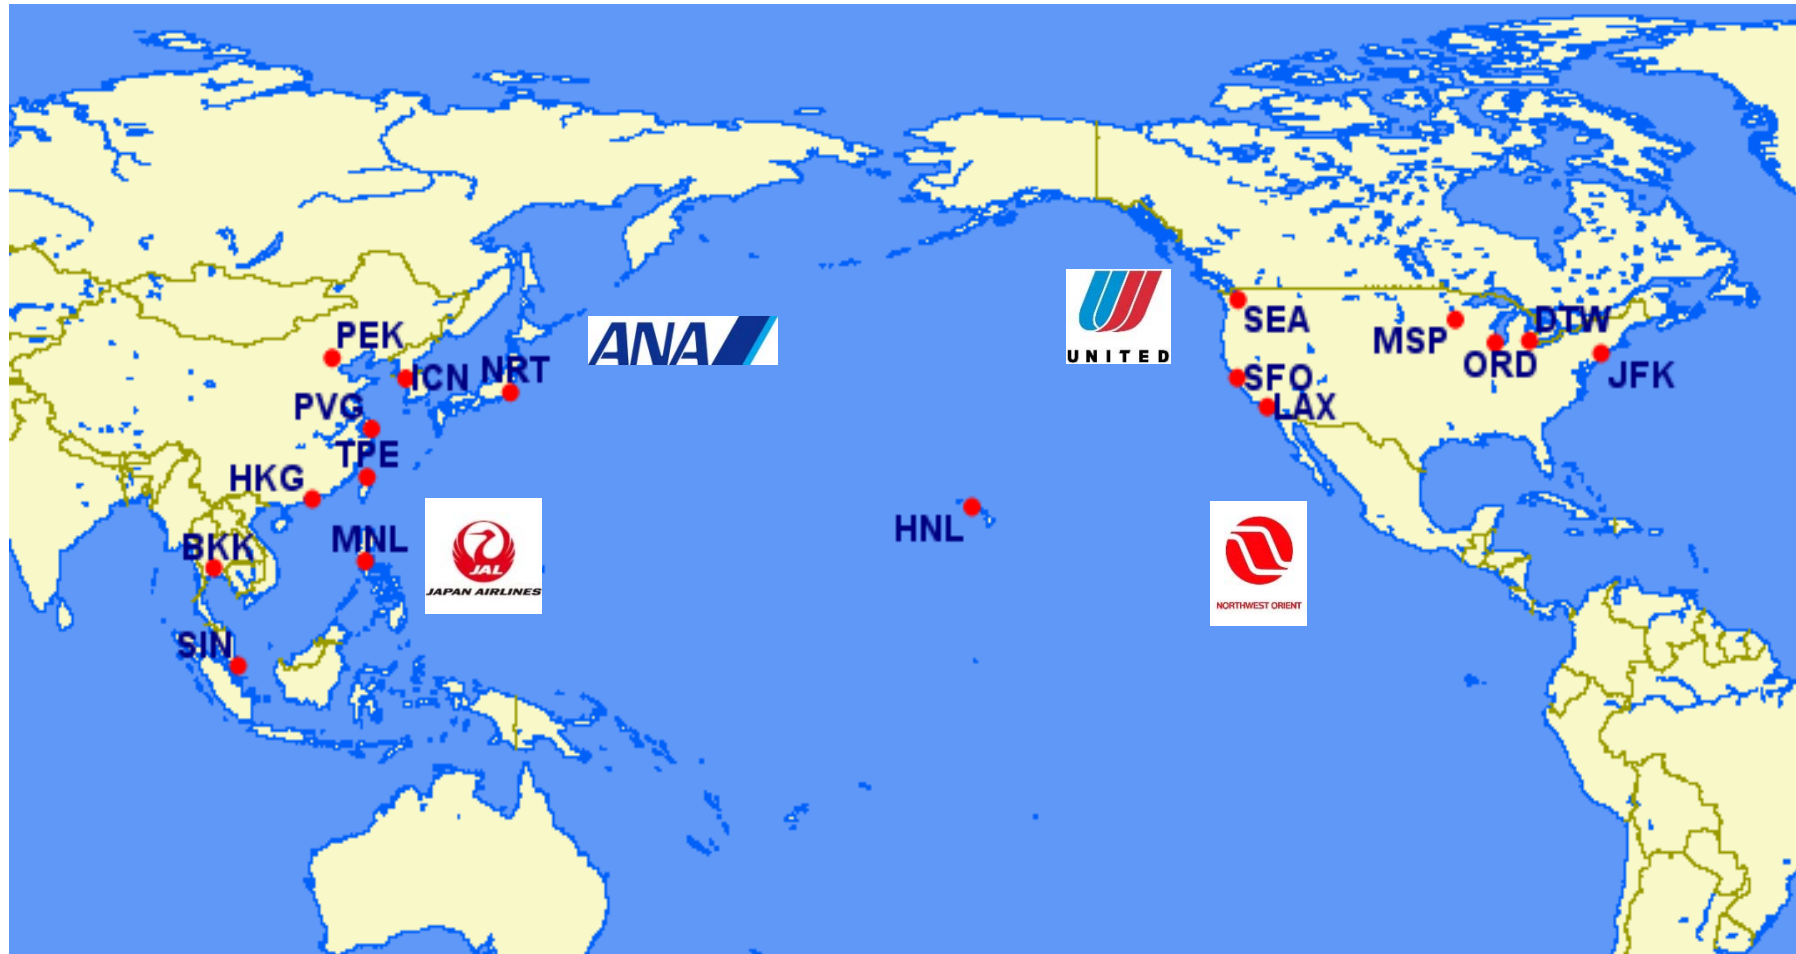 PEK
ICN
NRT
ANA
UNITED
SEA
MSP
DTW
ORD
JFK
SFO
LAX
PVG
TPE
HKG
BKK
MNL
SIN
JAL
JAPAN AIRLINES
HNL
NORTHWEST ORIENT